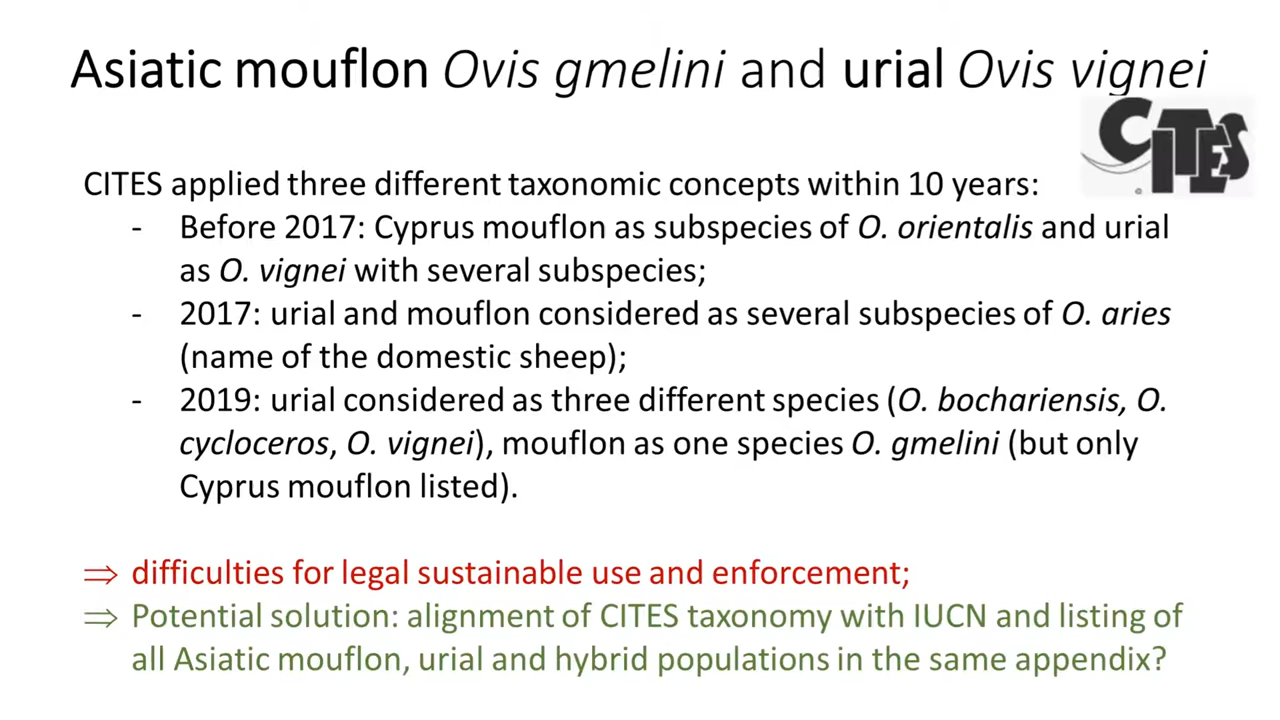 Asiatic mouflon Ovis gmelini and urial Ovis vignei
CITES
CITES applied three different taxonomic concepts within 10 years:
- Before 2017: Cyprus mouflon as subspecies of O. orientalis and urial
as O. vignei with several subspecies;
- 2017: urial and mouflon considered as several subspecies of O. aries
(name of the domestic sheep);
- 2019: urial considered as three different species (O. bochariensis, O.
cycloceros, O. vignei), mouflon as one species O. gmelini (but only
Cyprus mouflon listed).
⇒ difficulties for legal sustainable use and enforcement;
⇒ Potential solution: alignment of CITES taxonomy with IUCN and listing of
all Asiatic mouflon, urial and hybrid populations in the same appendix?